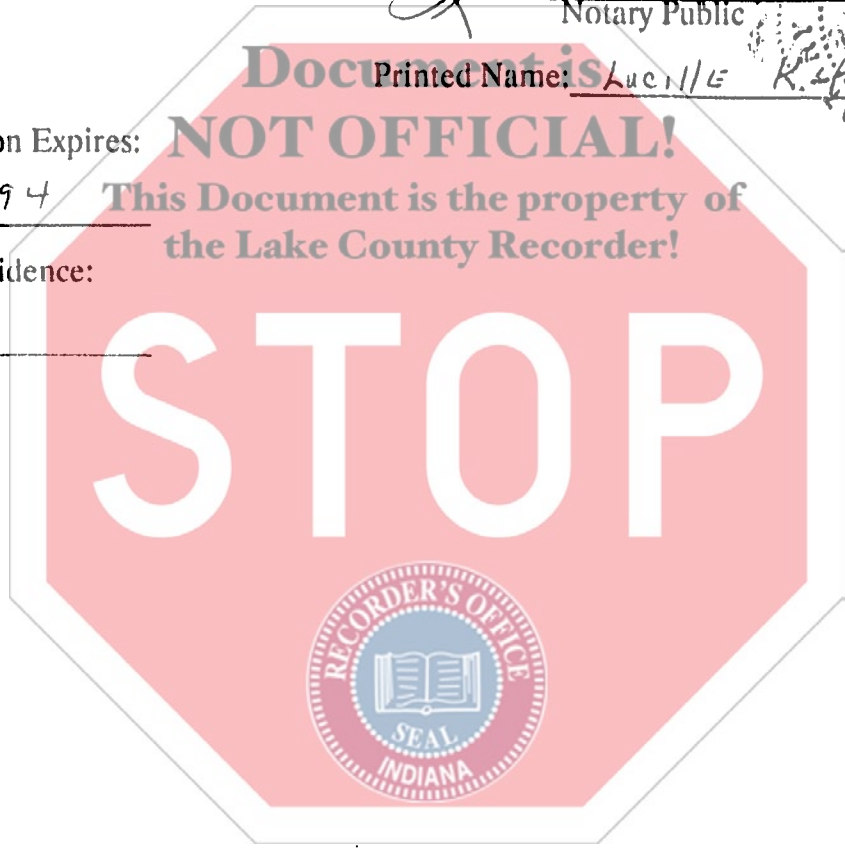 Notary Public
Document is
Printed Name: Lucille
NOT OFFICIAL!
on Expires:
94
This Document is the property of
the Lake County Recorder!
idence:
STOP
RECORDER'S OFFICE
SEAL
INDIANA